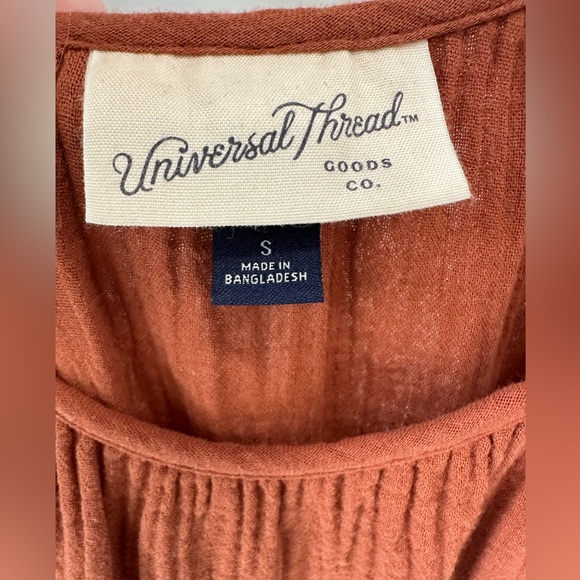 Universal Thread™
GOODS
CO.
S
MADE IN
BANGLADESH